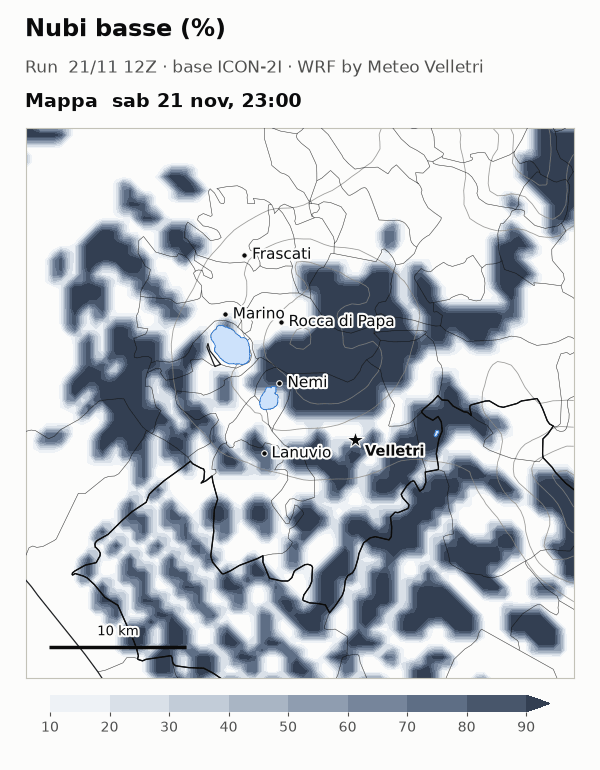 Nubi basse (%)
Run  21/11 12Z · base ICON-2I · WRF by Meteo Velletri
Mappa  sab 21 nov, 23:00
Frascati
Marino
Rocca di Papa
Nemi
Lanuvio
Velletri
10 km
10 20 30 40 50 60 70 80 90